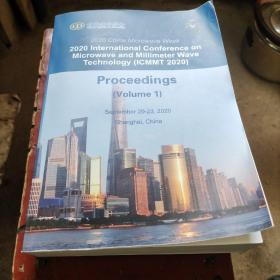 2020 China Microwave Week
2020 International Conference on
Microwave and Millimeter Wave
Technology (ICMMT 2020)
Proceedings
(Volume 1)
September 20-23, 2020
Shanghai, China